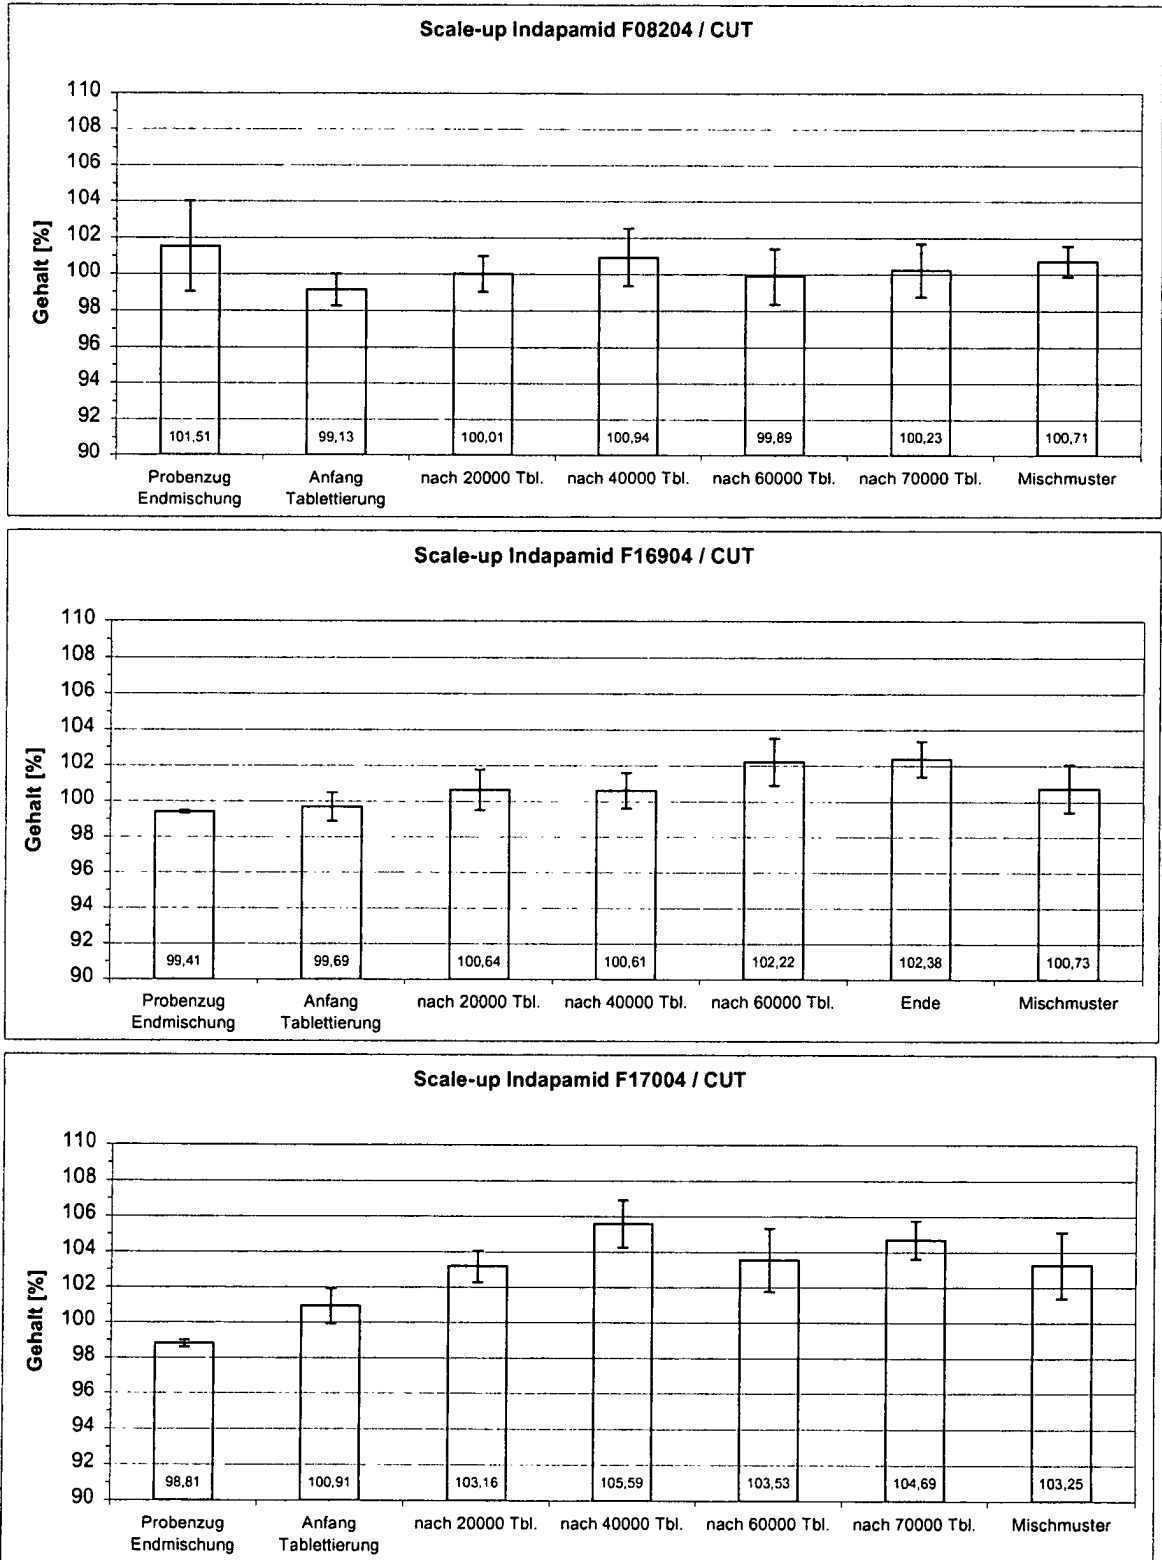 Scale-up Indapamid F08204 / CUT
Gehalt [%]
110
108
106
104
102
100
98
96
94
92
90
101,51
99,13
100,01
100,94
99,89
100,23
100,71
Probenzug Endmischung
Anfang Tablettierung
nach 20000 Tbl.
nach 40000 Tbl.
nach 60000 Tbl.
nach 70000 Tbl.
Mischmuster
Scale-up Indapamid F16904 / CUT
Gehalt [%]
110
108
106
104
102
100
98
96
94
92
90
99,41
99,69
100,64
100,61
102,22
102,38
100,73
Probenzug Endmischung
Anfang Tablettierung
nach 20000 Tbl.
nach 40000 Tbl.
nach 60000 Tbl.
Ende
Mischmuster
Scale-up Indapamid F17004 / CUT
Gehalt [%]
110
108
106
104
102
100
98
96
94
92
90
98,81
100,91
103,16
105,59
103,53
104,69
103,25
Probenzug Endmischung
Anfang Tablettierung
nach 20000 Tbl.
nach 40000 Tbl.
nach 60000 Tbl.
nach 70000 Tbl.
Mischmuster